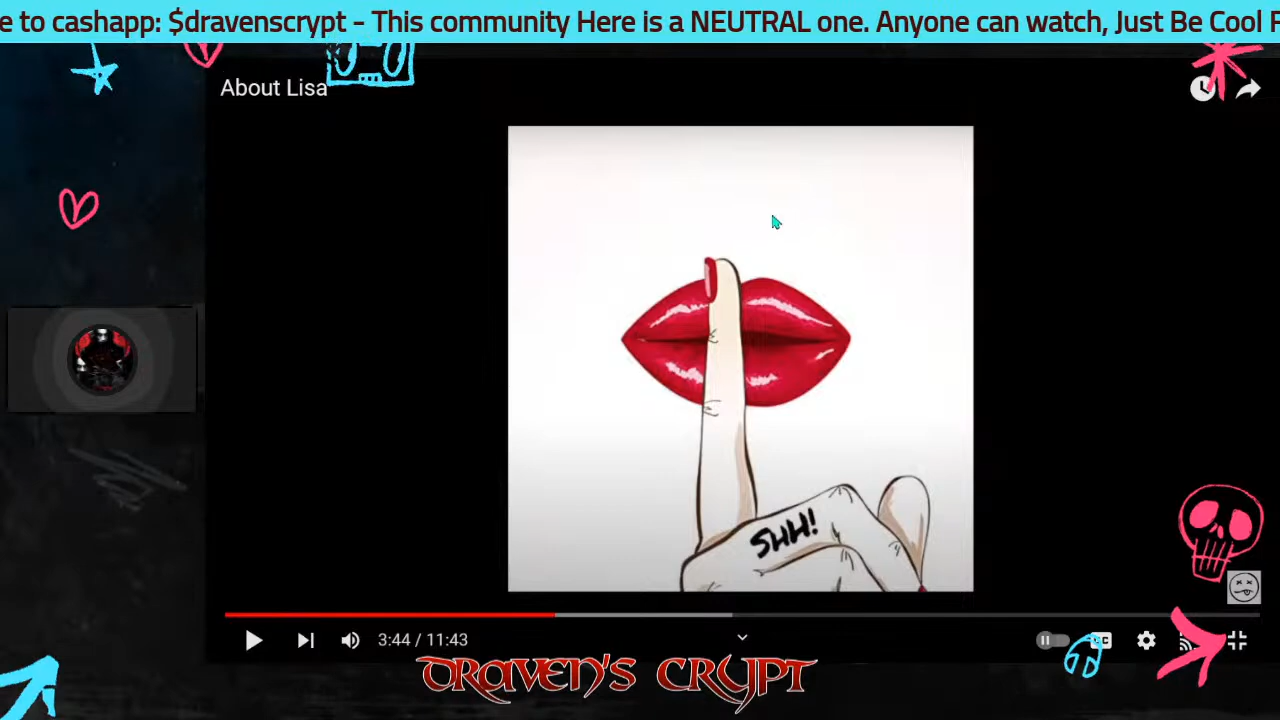 e to cashapp: $dravenscrypt - This community Here is a NEUTRAL one. Anyone can watch, Just Be Cool
About Lisa
SHH!
3:44 / 11:43
CC
DRAVEN'S CRYPT